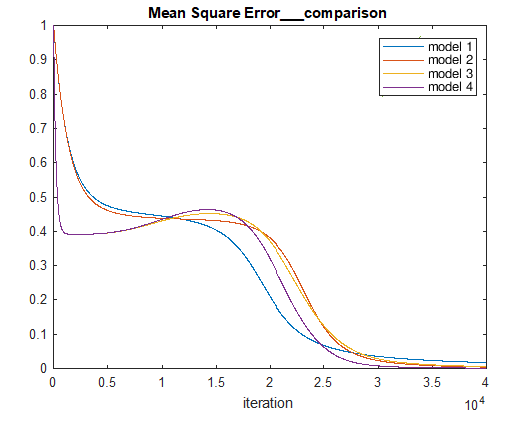 Mean Square Error___comparison
1
0.9
0.8
0.7
0.6
0.5
0.4
0.3
0.2
0.1
0
model 1
model 2
model 3
model 4
0 0.5 1 1.5 2 2.5 3 3.5 4
iteration
10^4